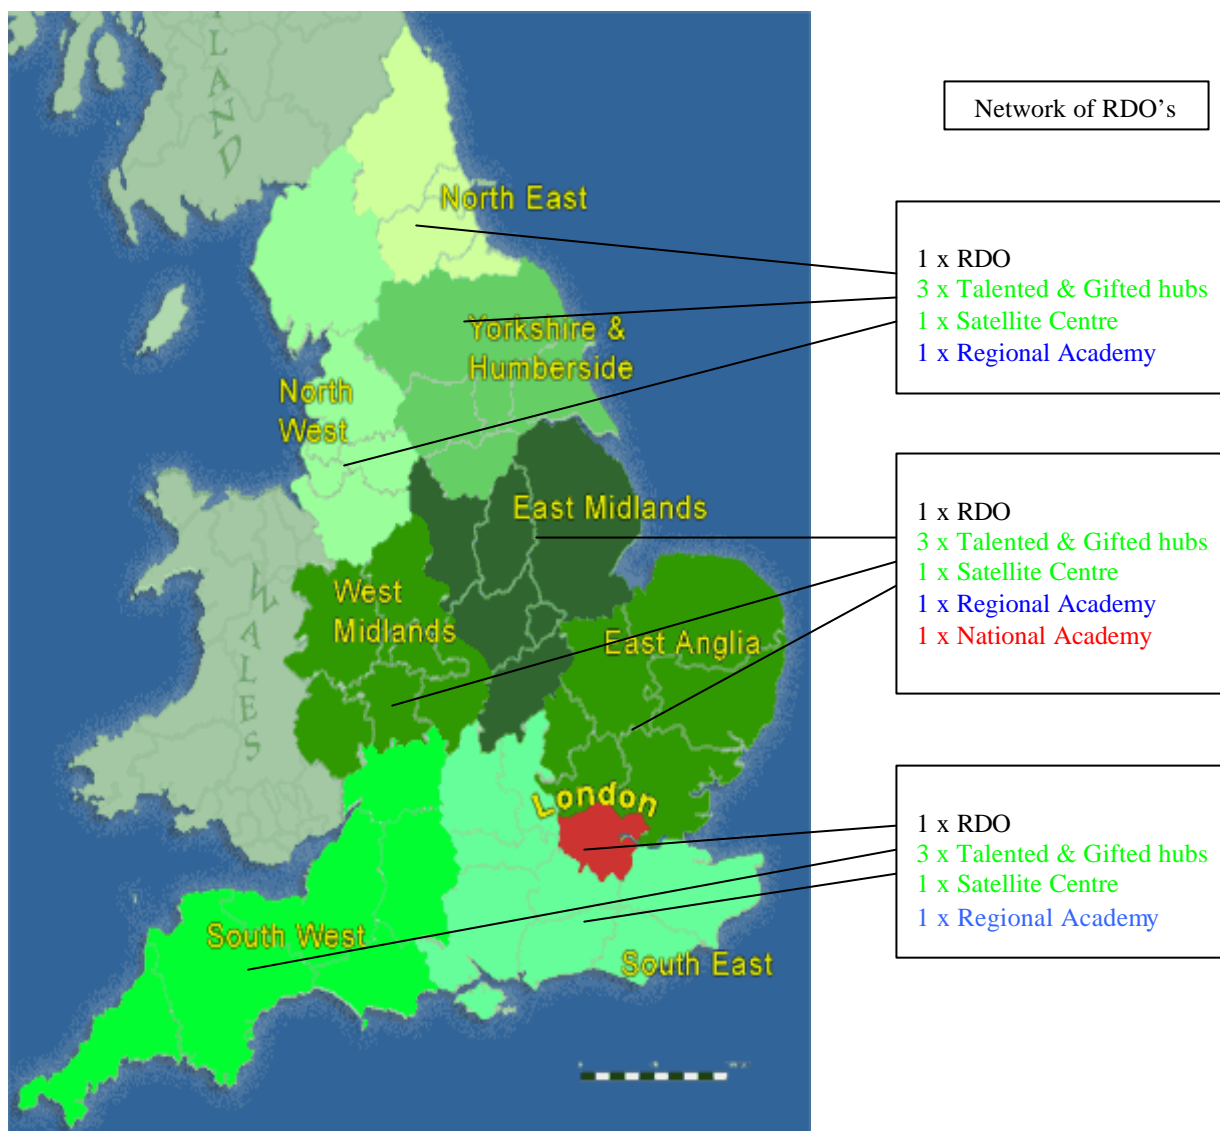 LAND
Network of RDO's
North East
1 x RDO
3 x Talented & Gifted hubs
1 x Satellite Centre
1 x Regional Academy
Yorkshire &
Humberside
North
West
East Midlands
1 x RDO
3 x Talented & Gifted hubs
1 x Satellite Centre
1 x Regional Academy
1 x National Academy
West
Midlands
East Anglia
WALES
London
1 x RDO
3 x Talented & Gifted hubs
1 x Satellite Centre
1 x Regional Academy
South West
South East